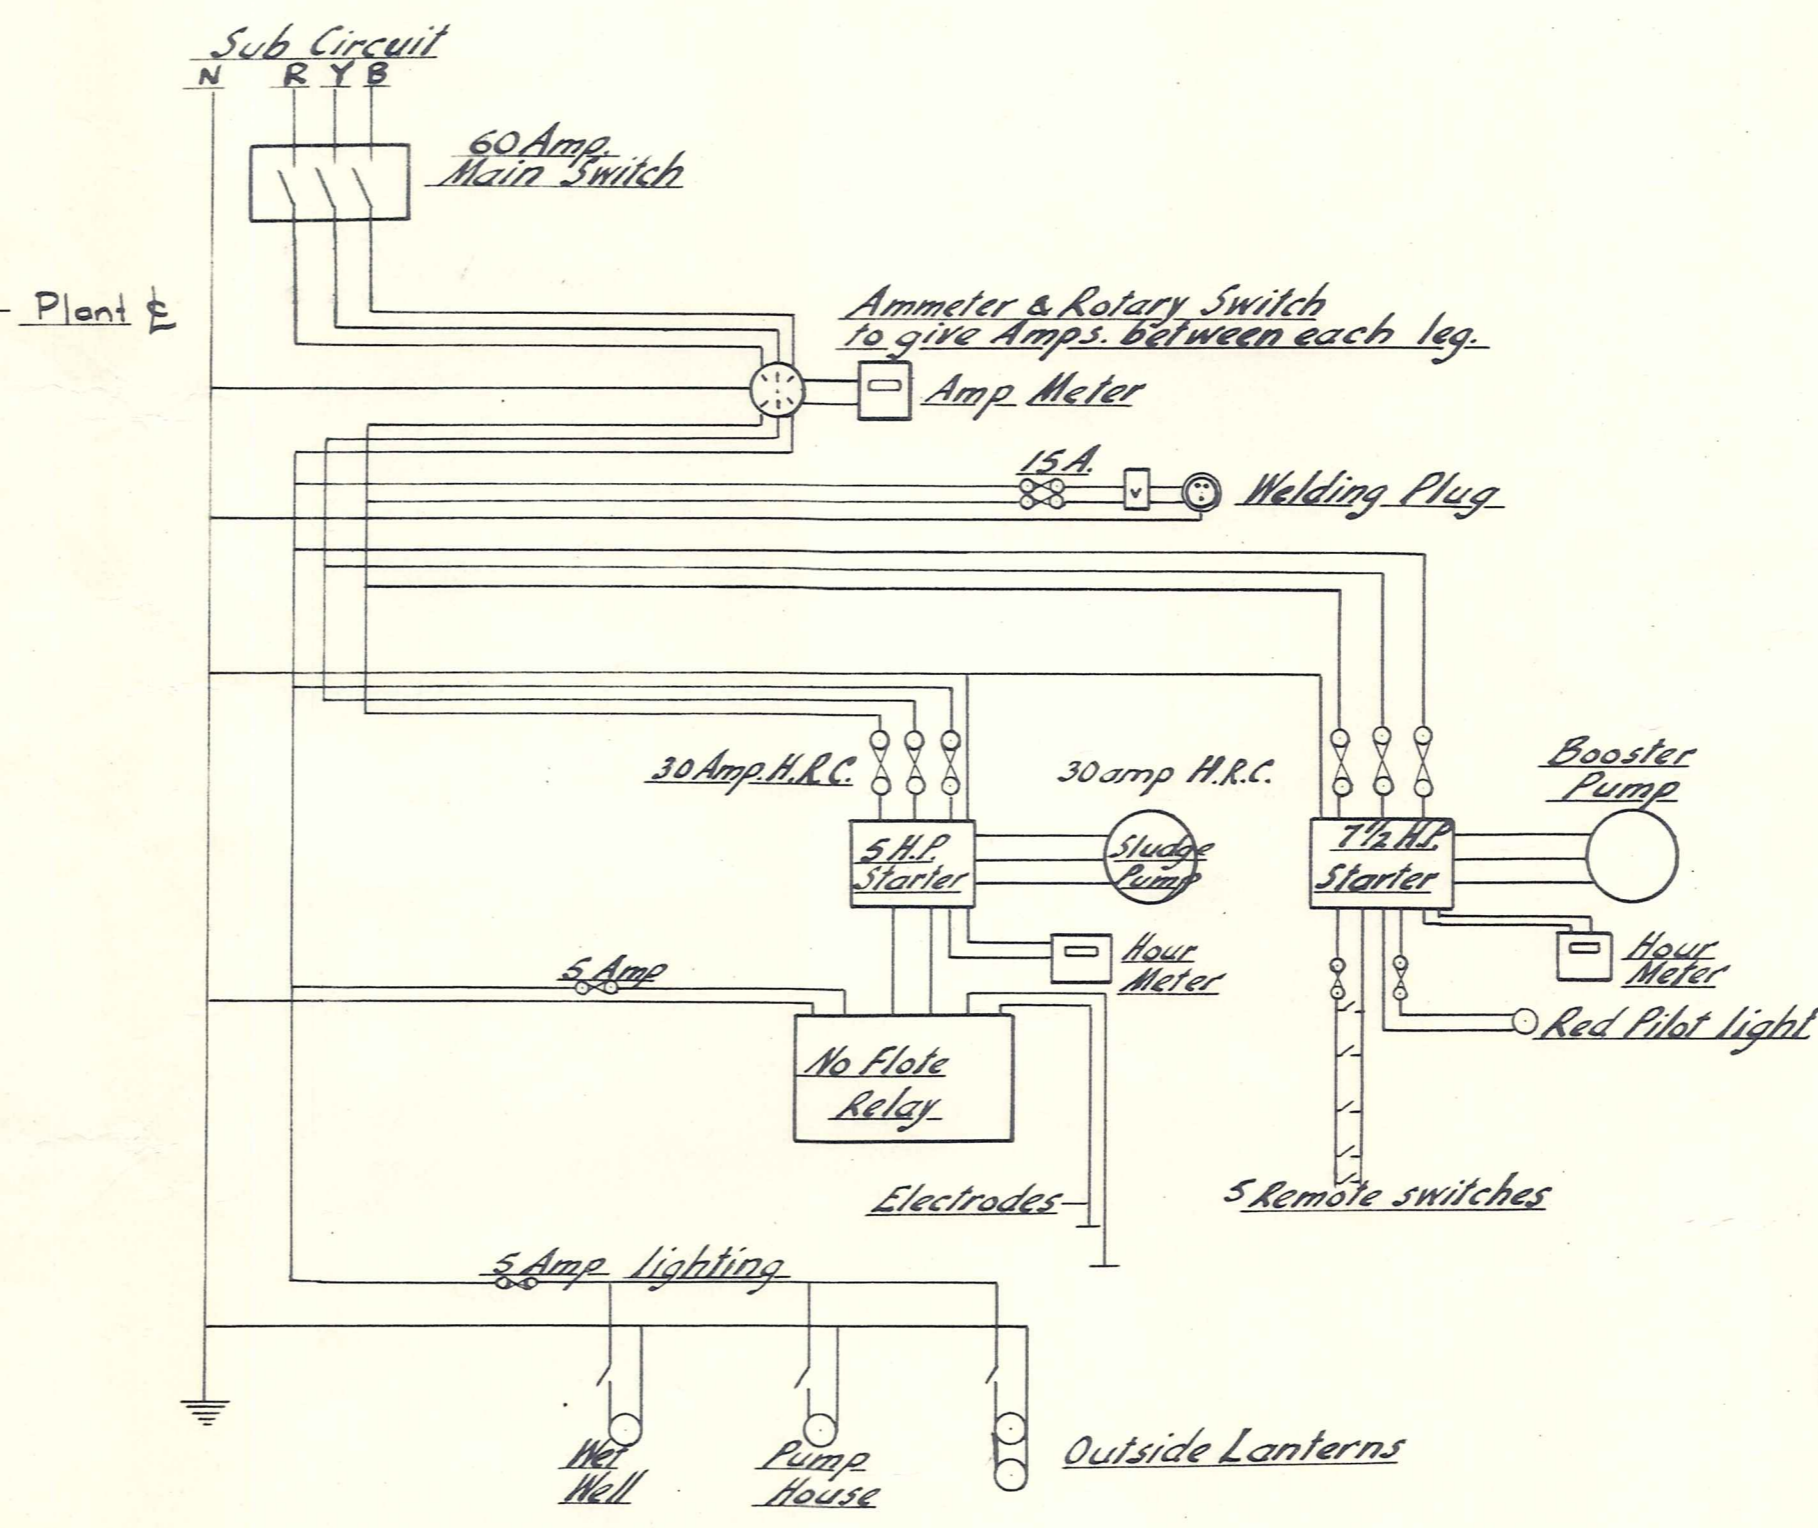 Sub Circuit
N R Y B
60 Amp.
Main Switch
Plant
Ammeter & Rotary Switch
to give Amps. between each leg.
Amp Meter
15A.
Welding Plug
30 Amp. H.R.C.
30 amp H.R.C.
Booster
Pump
5 H.P.
Starter
Sludge
Pump
7 1/2 H.P.
Starter
Hour
Meter
Hour
Meter
5 Amp
Red Pilot light
No Flote
Relay
Electrodes
5 Remote switches
5 Amp lighting
Wet
Well
Pump
House
Outside Lanterns